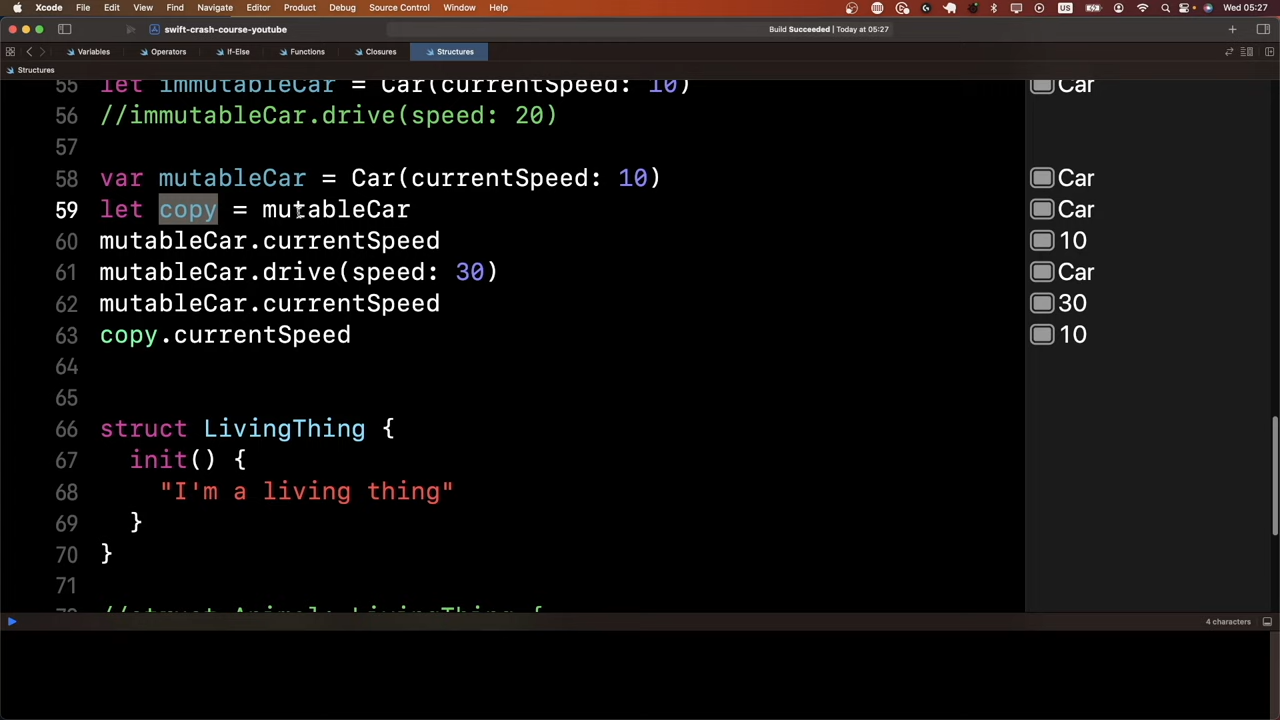 Xcode File Edit View Find Navigate Editor Product Debug Source Control Window Help Wed 05:27
swift-crash-course-youtube Build Succeeded | Today at 05:27
Variables Operators If-Else Functions Closures Structures
Structures
55 let immutableCar = Car(currentSpeed: 10) Car
56 //immutableCar.drive(speed: 20)
57
58 var mutableCar = Car(currentSpeed: 10) Car
59 let copy = mutableCar Car
60 mutableCar.currentSpeed 10
61 mutableCar.drive(speed: 30) Car
62 mutableCar.currentSpeed 30
63 copy.currentSpeed 10
64
65
66 struct LivingThing {
67 init() {
68 "I'm a living thing"
69 }
70 }
71
72 //struct Animal: LivingThing {
4 characters